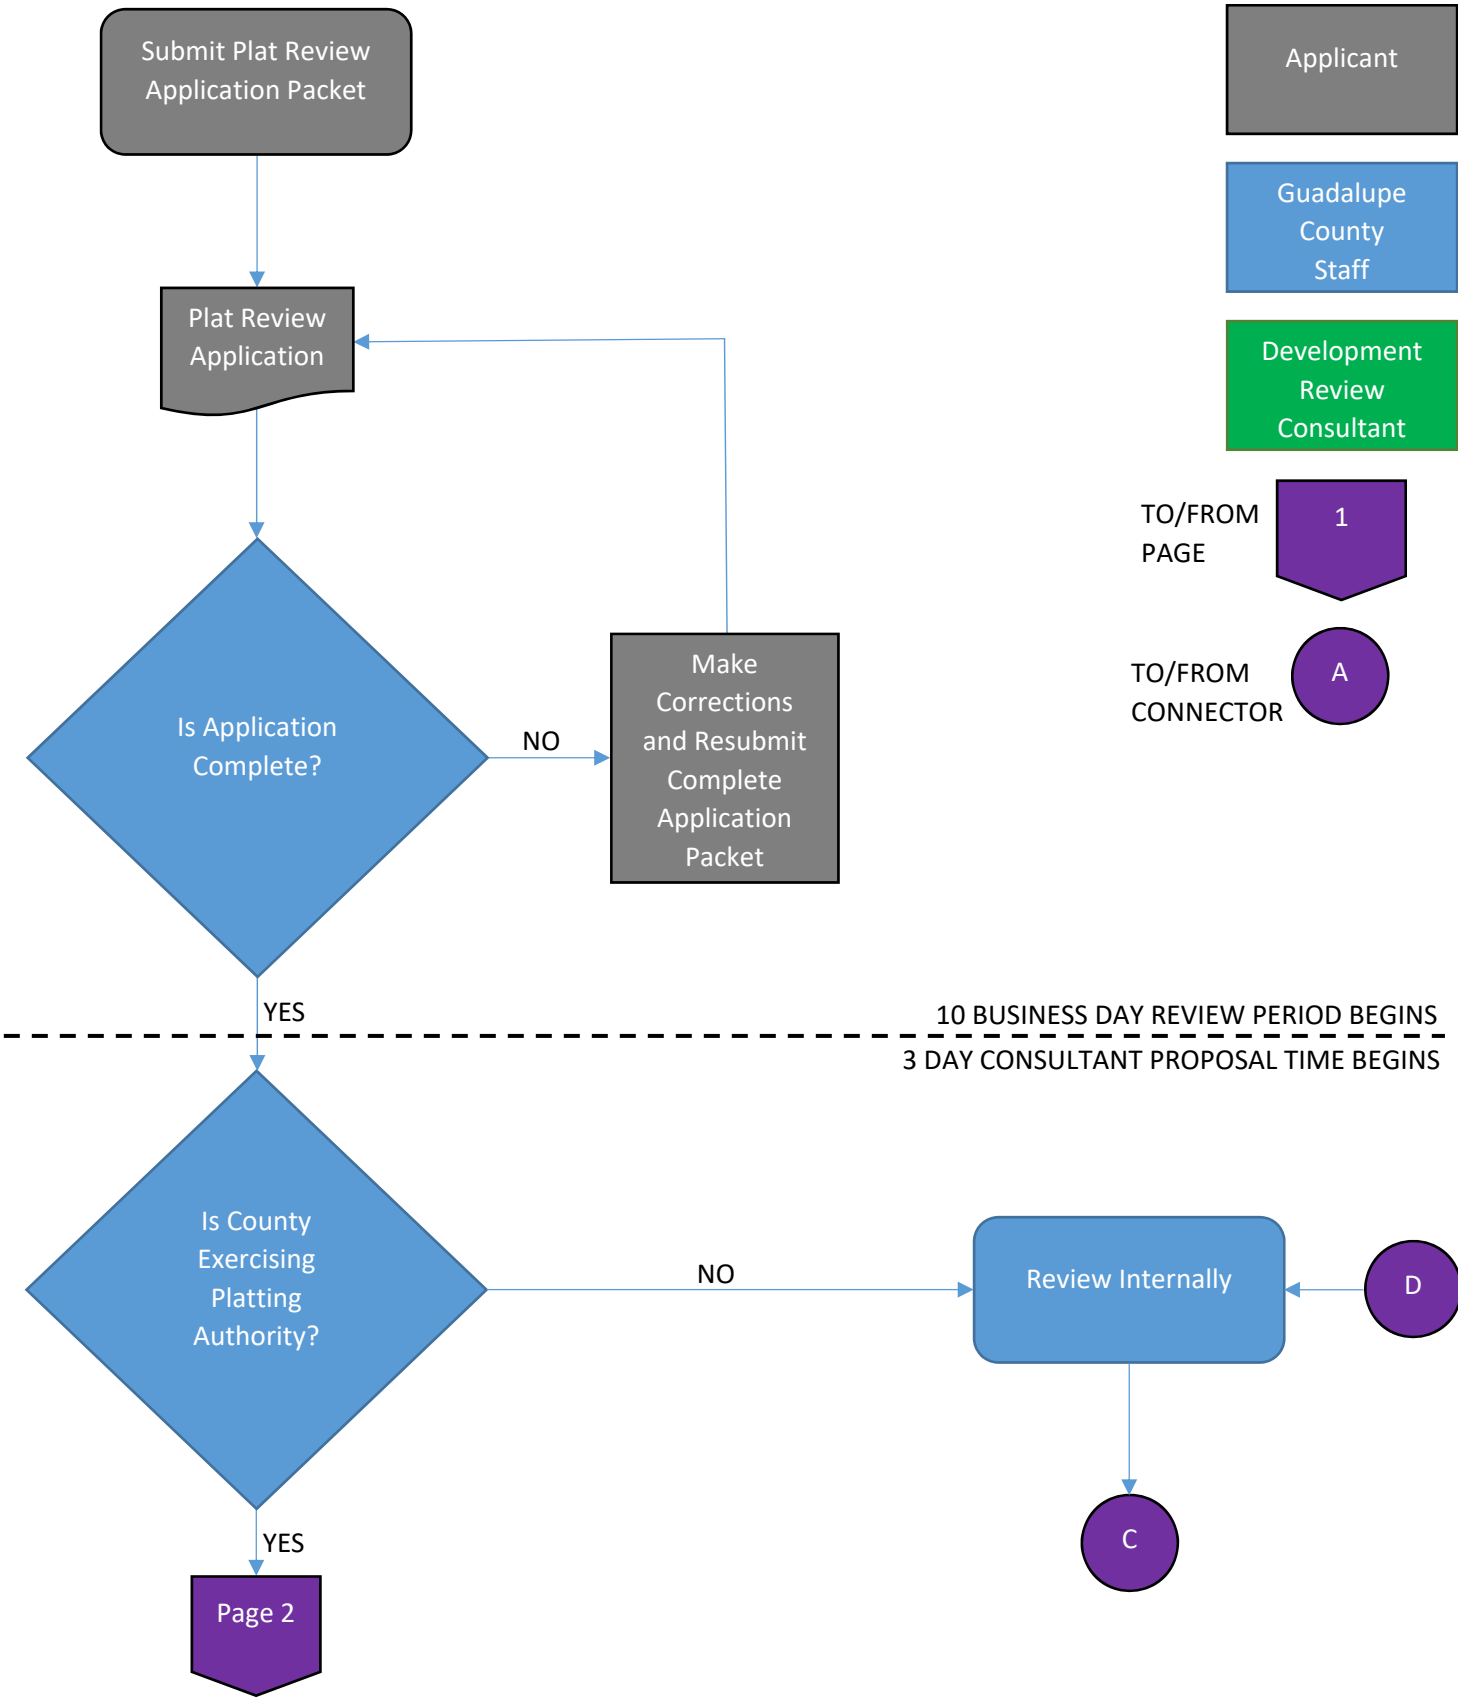 Submit Plat Review
Application Packet
Applicant
Guadalupe
County
Staff
Plat Review
Application
Development
Review
Consultant
TO/FROM
PAGE
1
TO/FROM
CONNECTOR
A
Is Application
Complete?
NO
Make
Corrections
and Resubmit
Complete
Application
Packet
YES
10 BUSINESS DAY REVIEW PERIOD BEGINS
3 DAY CONSULTANT PROPOSAL TIME BEGINS
Is County
Exercising
Platting
Authority?
NO
Review Internally
D
YES
C
Page 2